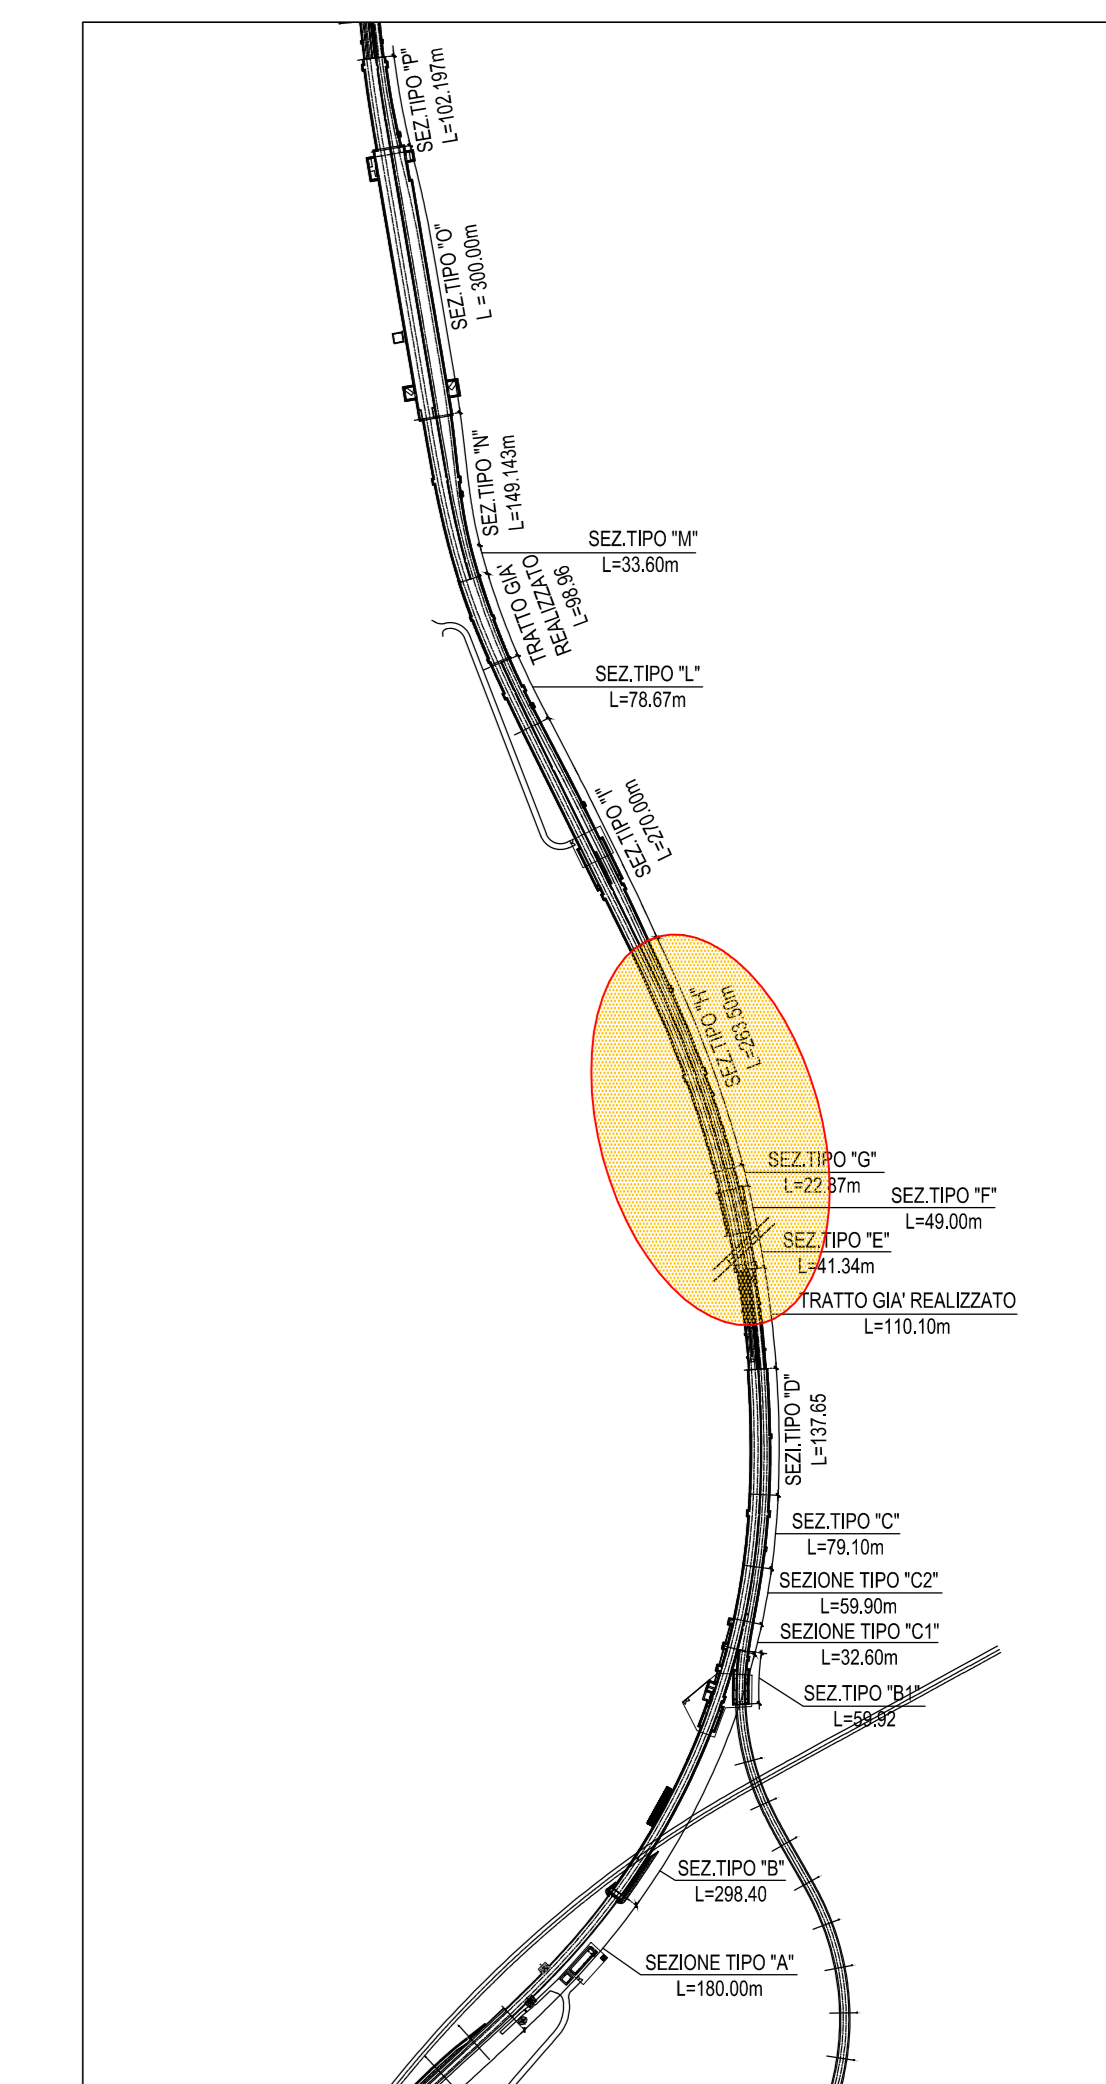 SEZ.TIPO "P"
L=102.197m
SEZ.TIPO "O"
L = 300.00m
SEZ.TIPO "N"
L=149.143m
SEZ.TIPO "M"
L=33.60m
TRATTO GIA'
REALIZZATO
L=98.96
SEZ.TIPO "L"
L=78.67m
SEZ.TIPO "I"
L=270.00m
SEZ.TIPO "H"
L=263.50m
SEZ.TIPO "G"
L=22.87m
SEZ.TIPO "F"
L=49.00m
SEZ.TIPO "E"
L=41.34m
TRATTO GIA' REALIZZATO
L=110.10m
SEZI.TIPO "D"
L=137.65
SEZ.TIPO "C"
L=79.10m
SEZIONE TIPO "C2"
L=59.90m
SEZIONE TIPO "C1"
L=32.60m
SEZ.TIPO "B1"
L=59.92
SEZ.TIPO "B"
L=298.40
SEZIONE TIPO "A"
L=180.00m